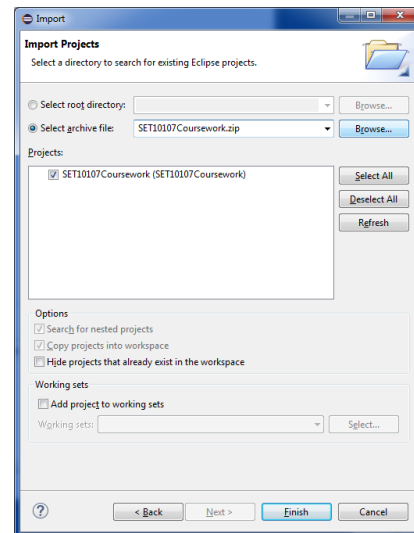 Import
Import Projects
Select a directory to search for existing Eclipse projects.
Select root directory:
Browse...
Select archive file: SET10107Coursework.zip Browse...
Projects:
SET10107Coursework (SET10107Coursework)
Select All
Deselect All
Refresh
Options
Search for nested projects
Copy projects into workspace
Hide projects that already exist in the workspace
Working sets
Add project to working sets
Working sets: Select...
? < Back Next > Finish Cancel